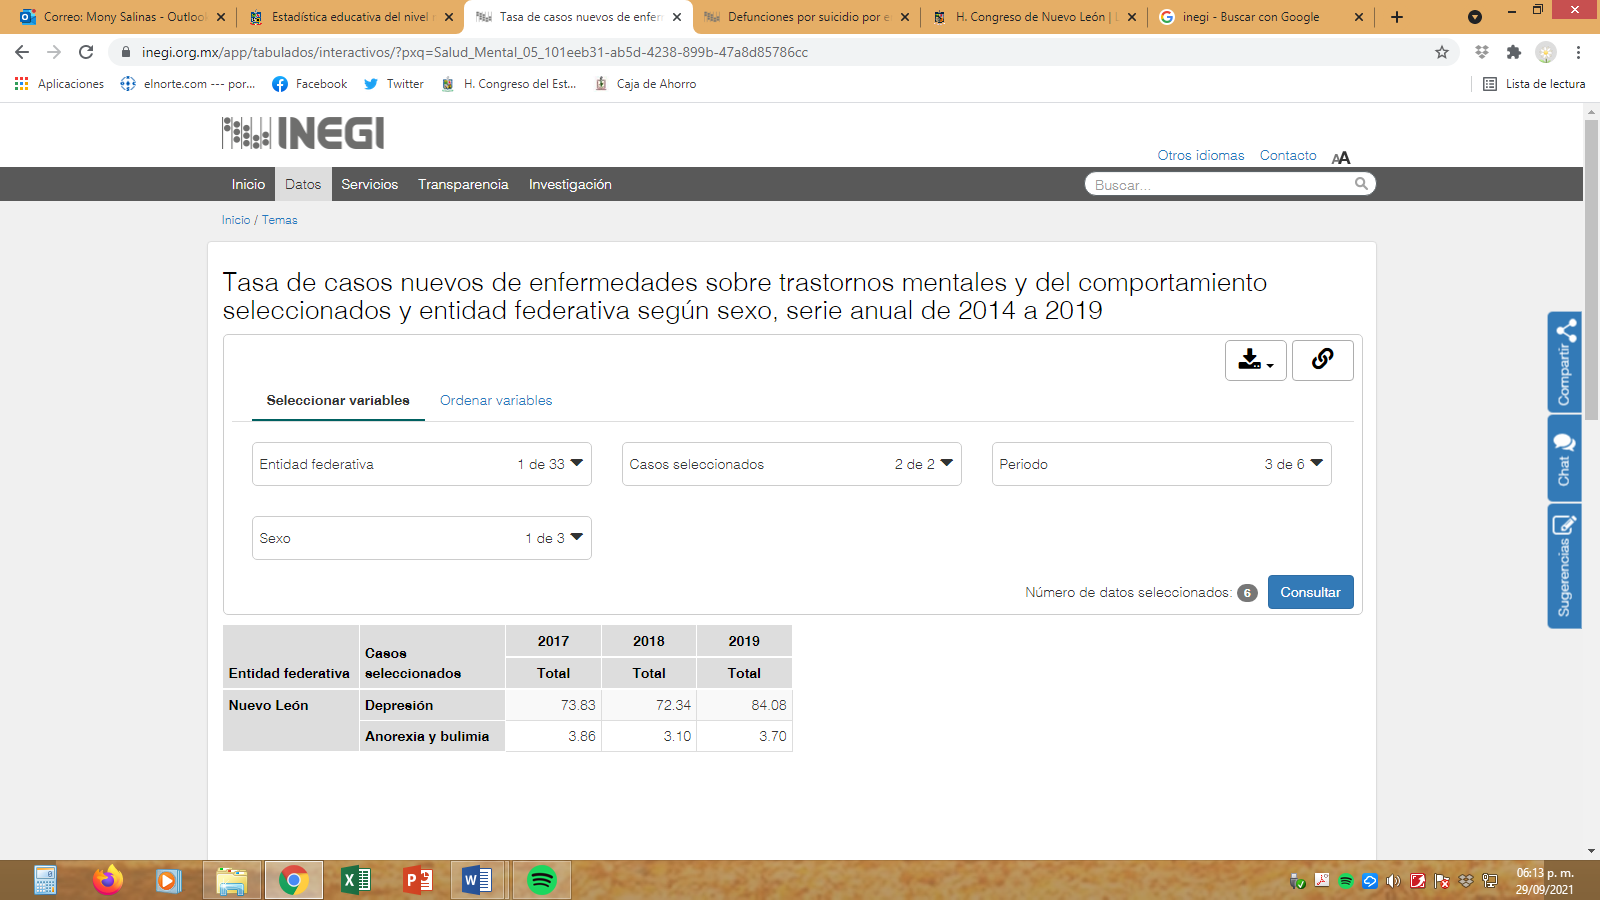 Correo: Mony Salinas - Outlook
Estadística educativa del nivel
Tasa de casos nuevos de enfer
Defunciones por suicidio por e
H. Congreso de Nuevo León |
inegi - Buscar con Google
inegi.org.mx/app/tabulados/interactivos/?pxq=Salud_Mental_05_101eeb31-ab5d-4238-899b-47a8d85786cc
Aplicaciones
elnorte.com --- por...
Facebook
Twitter
H. Congreso del Est...
Caja de Ahorro
Lista de lectura
INEGI
Otros idiomas Contacto AA
Inicio Datos Servicios Transparencia Investigación
Buscar...
Inicio / Temas
Tasa de casos nuevos de enfermedades sobre trastornos mentales y del comportamiento
seleccionados y entidad federativa según sexo, serie anual de 2014 a 2019
Seleccionar variables Ordenar variables
Entidad federativa 1 de 33
Casos seleccionados 2 de 2
Periodo 3 de 6
Sexo 1 de 3
Número de datos seleccionados: 6 Consultar
Entidad federativa
Casos
seleccionados
2017 2018 2019
Total Total Total
Nuevo León Depresión 73.83 72.34 84.08
Anorexia y bulimia 3.86 3.10 3.70
Compartir
Chat
Sugerencias
06:13 p. m.
29/09/2021